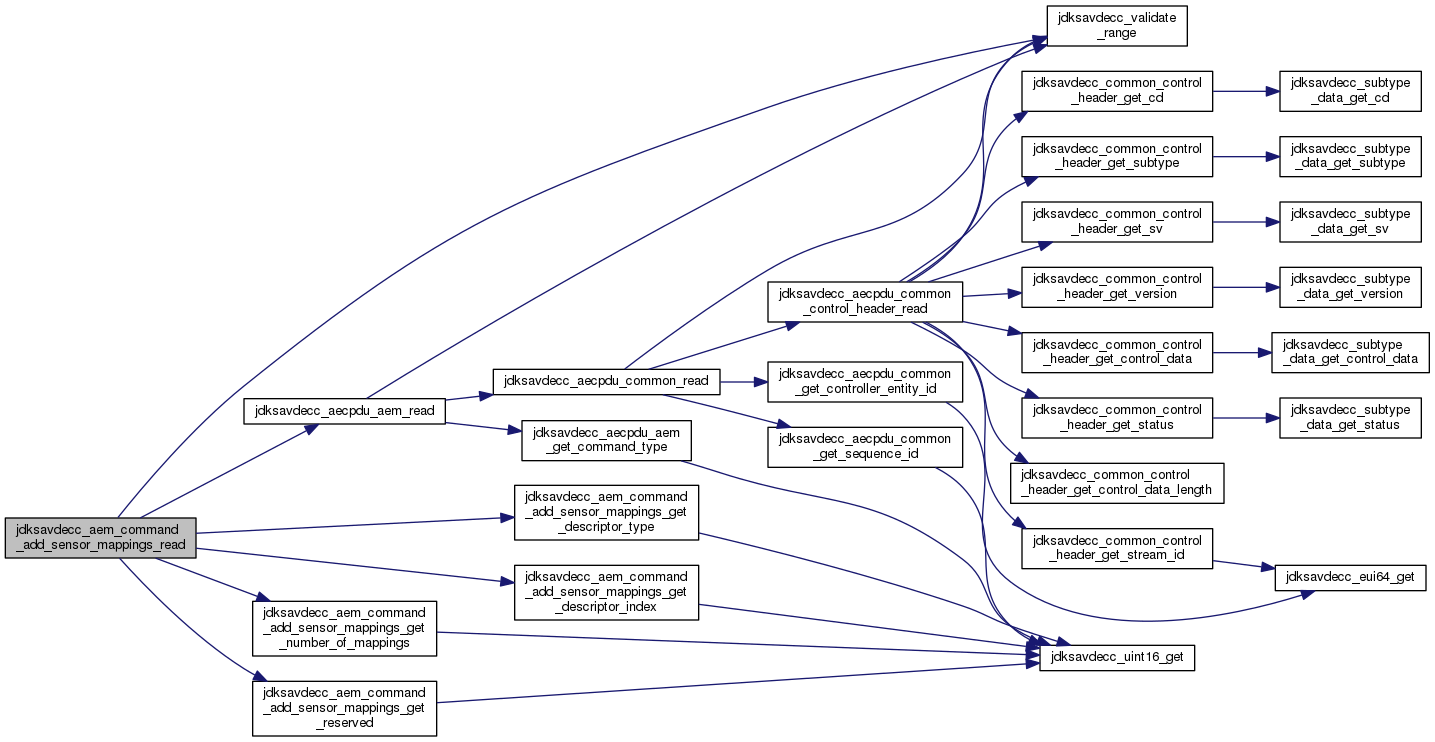 jdksavdecc_aem_command
_add_sensor_mappings_read
jdksavdecc_aecpdu_aem_read
jdksavdecc_aem_command
_add_sensor_mappings_get
_number_of_mappings
jdksavdecc_aem_command
_add_sensor_mappings_get
_reserved
jdksavdecc_aecpdu_common_read
jdksavdecc_aecpdu_aem
_get_command_type
jdksavdecc_aem_command
_add_sensor_mappings_get
_descriptor_type
jdksavdecc_aem_command
_add_sensor_mappings_get
_descriptor_index
jdksavdecc_aecpdu_common
_control_header_read
jdksavdecc_aecpdu_common
_get_controller_entity_id
jdksavdecc_aecpdu_common
_get_sequence_id
jdksavdecc_validate
_range
jdksavdecc_common_control
_header_get_cd
jdksavdecc_common_control
_header_get_subtype
jdksavdecc_common_control
_header_get_sv
jdksavdecc_common_control
_header_get_version
jdksavdecc_common_control
_header_get_control_data
jdksavdecc_common_control
_header_get_status
jdksavdecc_common_control
_header_get_control_data_length
jdksavdecc_common_control
_header_get_stream_id
jdksavdecc_uint16_get
jdksavdecc_subtype
_data_get_cd
jdksavdecc_subtype
_data_get_subtype
jdksavdecc_subtype
_data_get_sv
jdksavdecc_subtype
_data_get_version
jdksavdecc_subtype
_data_get_control_data
jdksavdecc_subtype
_data_get_status
jdksavdecc_eui64_get